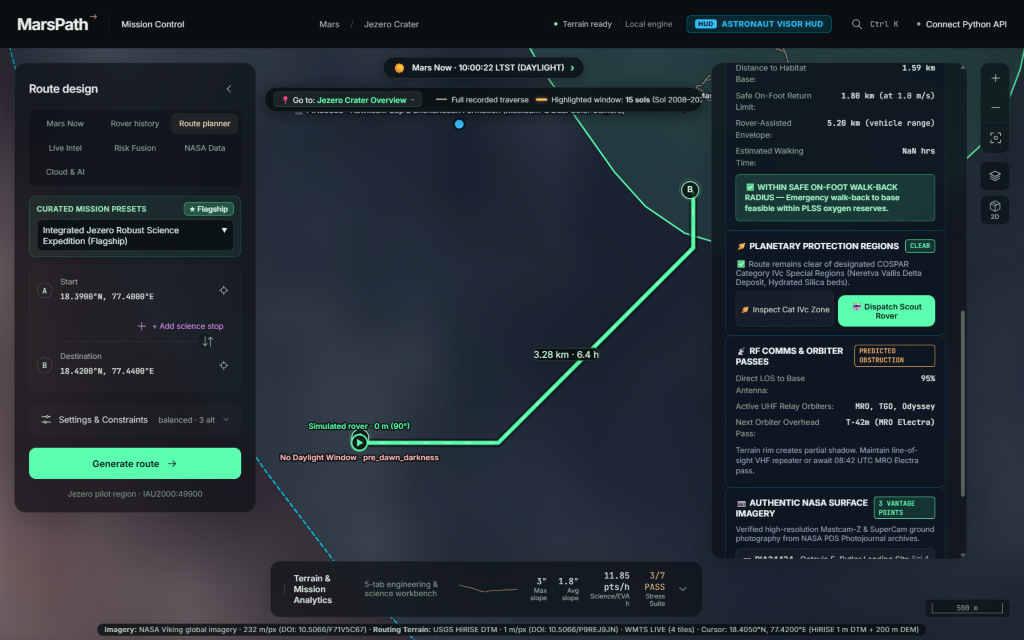 MarsPath
Mission Control
Mars / Jezero Crater
Terrain ready
Local engine
HUD ASTRONAUT VISOR HUD
Ctrl K
Connect Python API
Mars Now · 10:00:22 LTST (DAYLIGHT) ›
Go to: Jezero Crater Overview
Full recorded traverse
Highlighted window: 15 sols (Sol 2008–202
Route design
Mars Now
Rover history
Route planner
Live Intel
Risk Fusion
NASA Data
Cloud & AI
CURATED MISSION PRESETS
★ Flagship
Integrated Jezero Robust Science
Expedition (Flagship)
A
Start
18.3900°N, 77.4000°E
+ Add science stop
B
Destination
18.4200°N, 77.4400°E
Settings & Constraints
balanced · 3 alt
Generate route →
Jezero pilot region · IAU2000:49900
B
3.28 km · 6.4 h
Simulated rover · 0 m (90°)
No Daylight Window · pre_dawn_darkness
Distance to Habitat
Base:
1.59 km
Safe On-Foot Return
Limit:
1.80 km (at 1.0 m/s)
Rover-Assisted
Envelope:
5.20 km (vehicle range)
Estimated Walking
Time:
NaN hrs
WITHIN SAFE ON-FOOT WALK-BACK
RADIUS — Emergency walk-back to base
feasible within PLSS oxygen reserves.
PLANETARY PROTECTION REGIONS
CLEAR
Route remains clear of designated COSPAR
Category IVc Special Regions (Neretva Vallis Delta
Deposit, Hydrated Silica beds).
Inspect Cat IVc Zone
Dispatch Scout
Rover
RF COMMS & ORBITER
PASSES
PREDICTED
OBSTRUCTION
Direct LOS to Base
Antenna:
95%
Active UHF Relay Orbiters:
MRO, TGO, Odyssey
Next Orbiter Overhead
Pass:
T-42m (MRO Electra)
Terrain rim creates partial shadow. Maintain line-of-
sight VHF repeater or await 08:42 UTC MRO Electra
pass.
AUTHENTIC NASA SURFACE
IMAGERY
3 VANTAGE
POINTS
Verified high-resolution Mastcam-Z & SuperCam ground
photography from NASA PDS Photojournal archives.
2D
Terrain &
Mission
Analytics
5-tab engineering &
science workbench
3°
Max
slope
1.8°
Avg
slope
11.85
pts/h
Science/EVA
h
3/7
PASS
Stress
Suite
500 m
Imagery: NASA Viking global imagery · 232 m/px (DOI: 10.5066/F71V5C67) · Routing Terrain: USGS HiRISE DTM · 1 m/px (DOI: 10.5066/P9REJ9JN) · WMTS LIVE (4 tiles) · Cursor: 18.4050°N, 77.4200°E (HIRISE 1 m DTM + 200 m DEM)